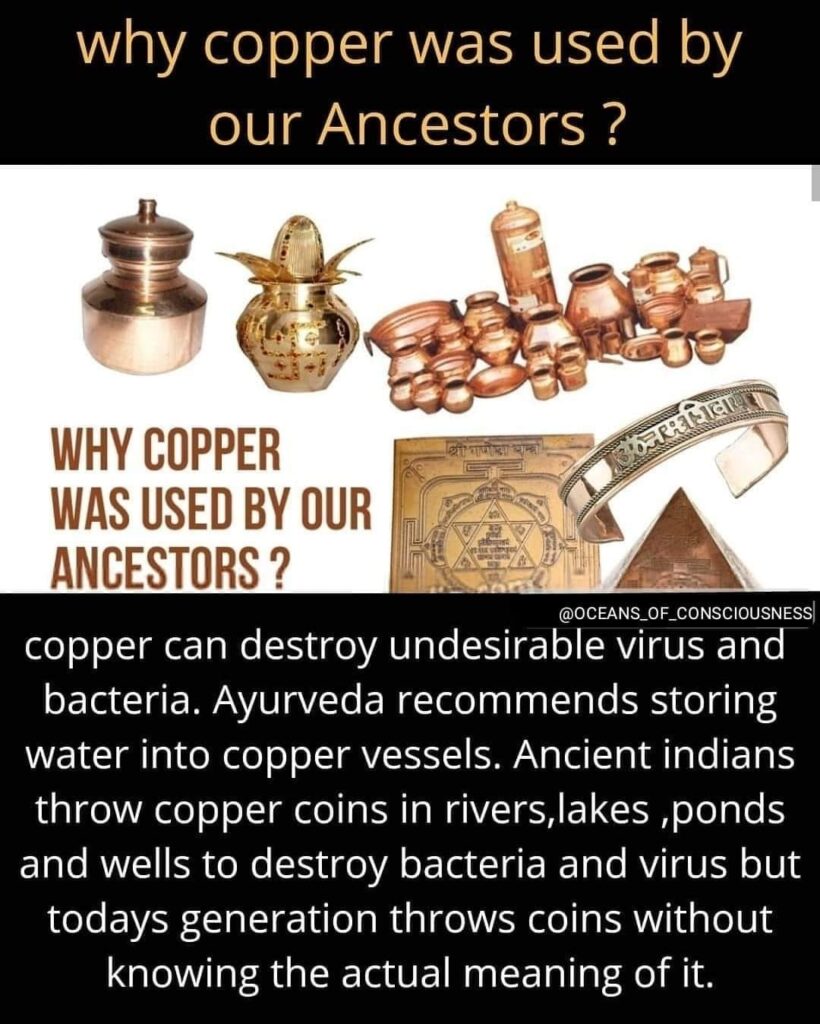 why copper was used by
our Ancestors ?
श्री गणेश यन्त्र
ॐ नमः शिवाय
WHY COPPER
WAS USED BY OUR
ANCESTORS ?
@OCEANS_OF_CONSCIOUSNESS
copper can destroy undesirable virus and
bacteria. Ayurveda recommends storing
water into copper vessels. Ancient indians
throw copper coins in rivers,lakes ,ponds
and wells to destroy bacteria and virus but
todays generation throws coins without
knowing the actual meaning of it.